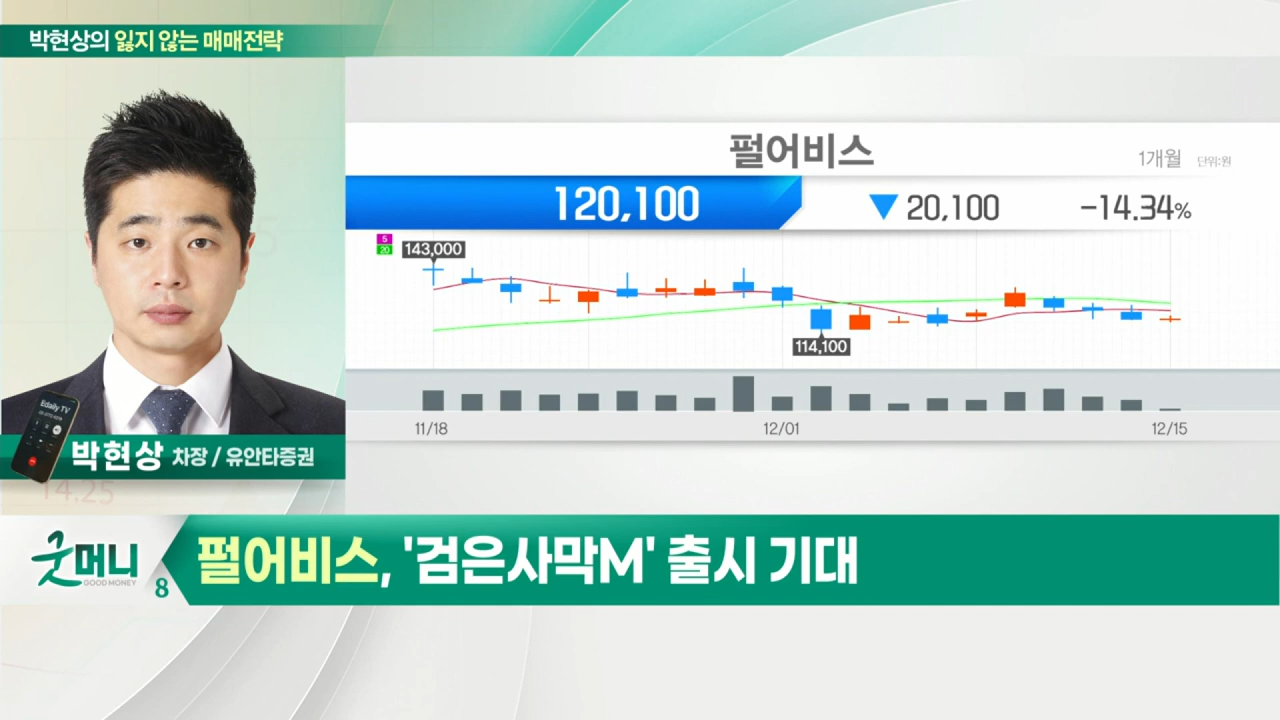 박현상의 잃지 않는 매매전략
펄어비스
1개월 단위:원
120,100 ▼ 20,100 -14.34%
5
20
143,000
114,100
11/18 12/01 12/15
Edaily TV
박현상 차장 / 유안타증권
14.25
굿머니
GOOD MONEY
8
펄어비스, '검은사막M' 출시 기대